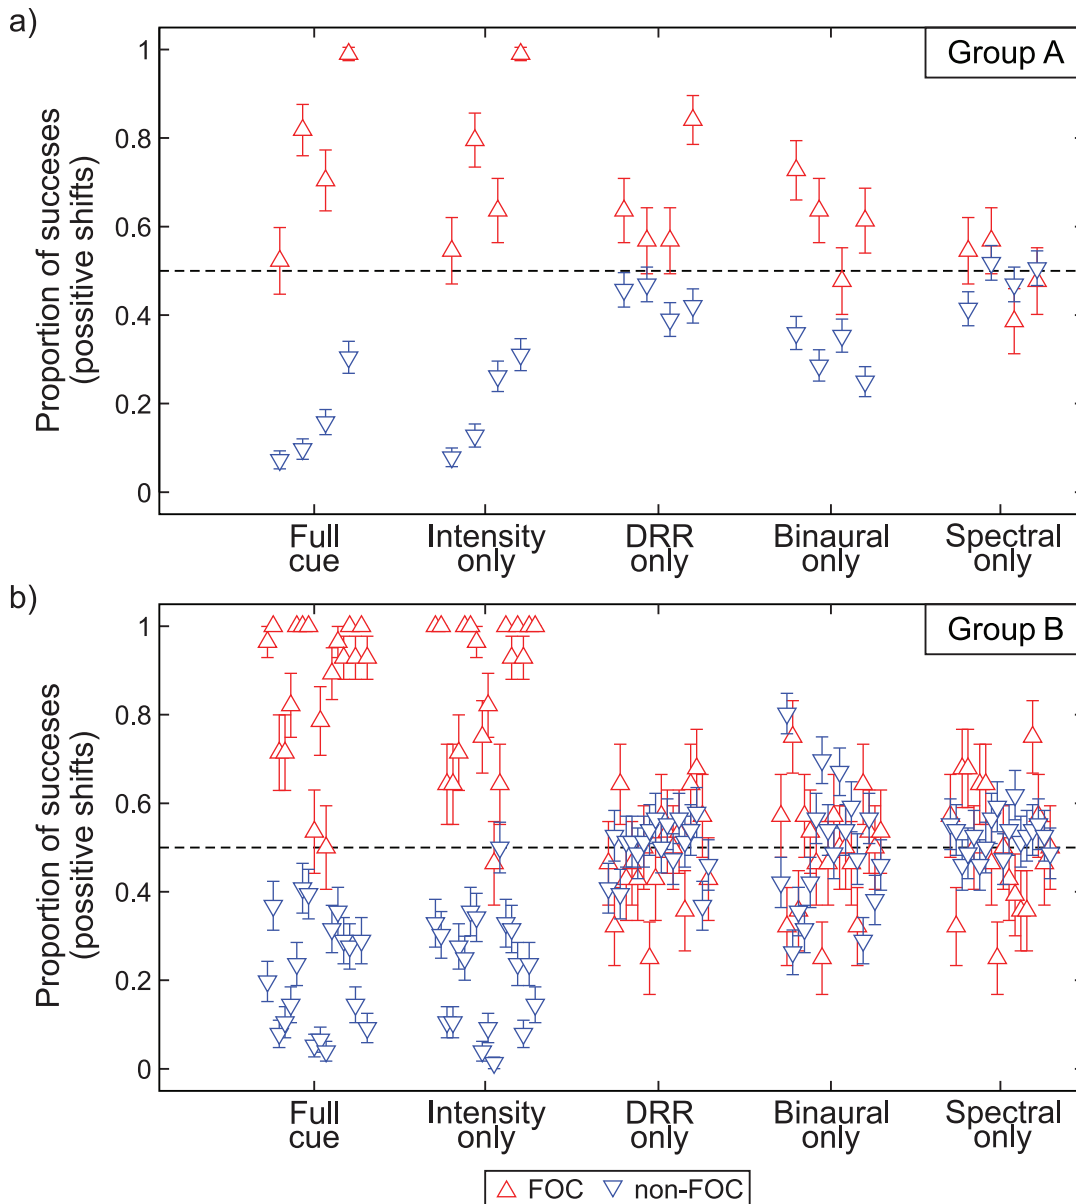 a)
Group A
Proportion of succeses
(possitive shifts)
1
0.8
0.6
0.4
0.2
0
Full
cue
Intensity
only
DRR
only
Binaural
only
Spectral
only
b)
Group B
Proportion of succeses
(possitive shifts)
1
0.8
0.6
0.4
0.2
0
Full
cue
Intensity
only
DRR
only
Binaural
only
Spectral
only
FOC non-FOC